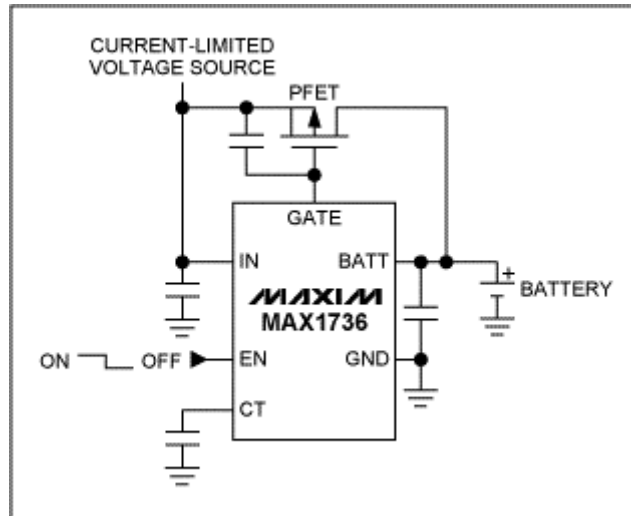 CURRENT-LIMITED
VOLTAGE SOURCE
PFET
GATE
IN
BATT
MAXIM
MAX1736
+
BATTERY
ON
OFF
EN
GND
CT